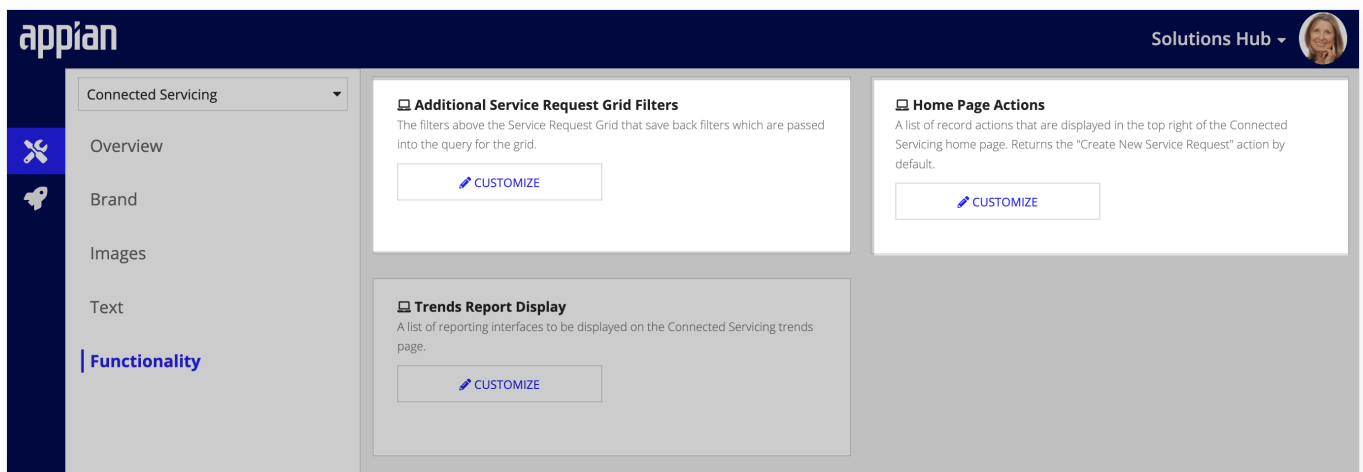 appian
Solutions Hub
Connected Servicing
Overview
Brand
Images
Text
Functionality
Additional Service Request Grid Filters
The filters above the Service Request Grid that save back filters which are passed
into the query for the grid.
CUSTOMIZE
Home Page Actions
A list of record actions that are displayed in the top right of the Connected
Servicing home page. Returns the "Create New Service Request" action by
default.
CUSTOMIZE
Trends Report Display
A list of reporting interfaces to be displayed on the Connected Servicing trends
page.
CUSTOMIZE